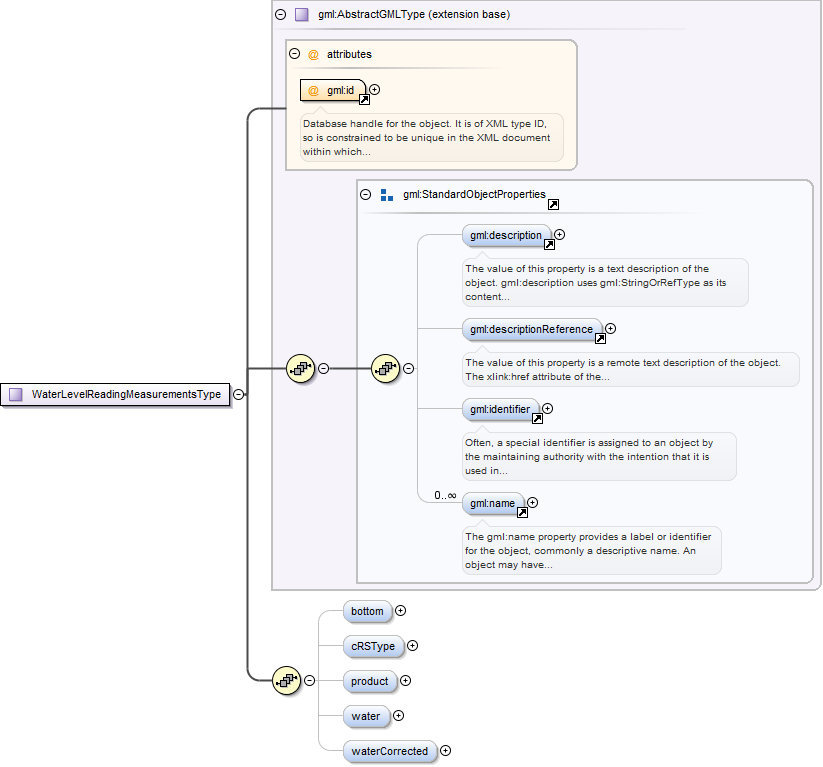 gml:AbstractGMLType (extension base)
@ attributes
@ gml:id
Database handle for the object. It is of XML type ID,
so is constrained to be unique in the XML document
within which...
gml:StandardObjectProperties
gml:description
The value of this property is a text description of the
object. gml:description uses gml:StringOrRefType as its
content...
gml:descriptionReference
The value of this property is a remote text description of the object.
The xlink:href attribute of the...
WaterLevelReadingMeasurementsType
gml:identifier
Often, a special identifier is assigned to an object by
the maintaining authority with the intention that it is
used in...
0..∞
gml:name
The gml:name property provides a label or identifier
for the object, commonly a descriptive name. An
object may have...
bottom
cRSType
product
water
waterCorrected